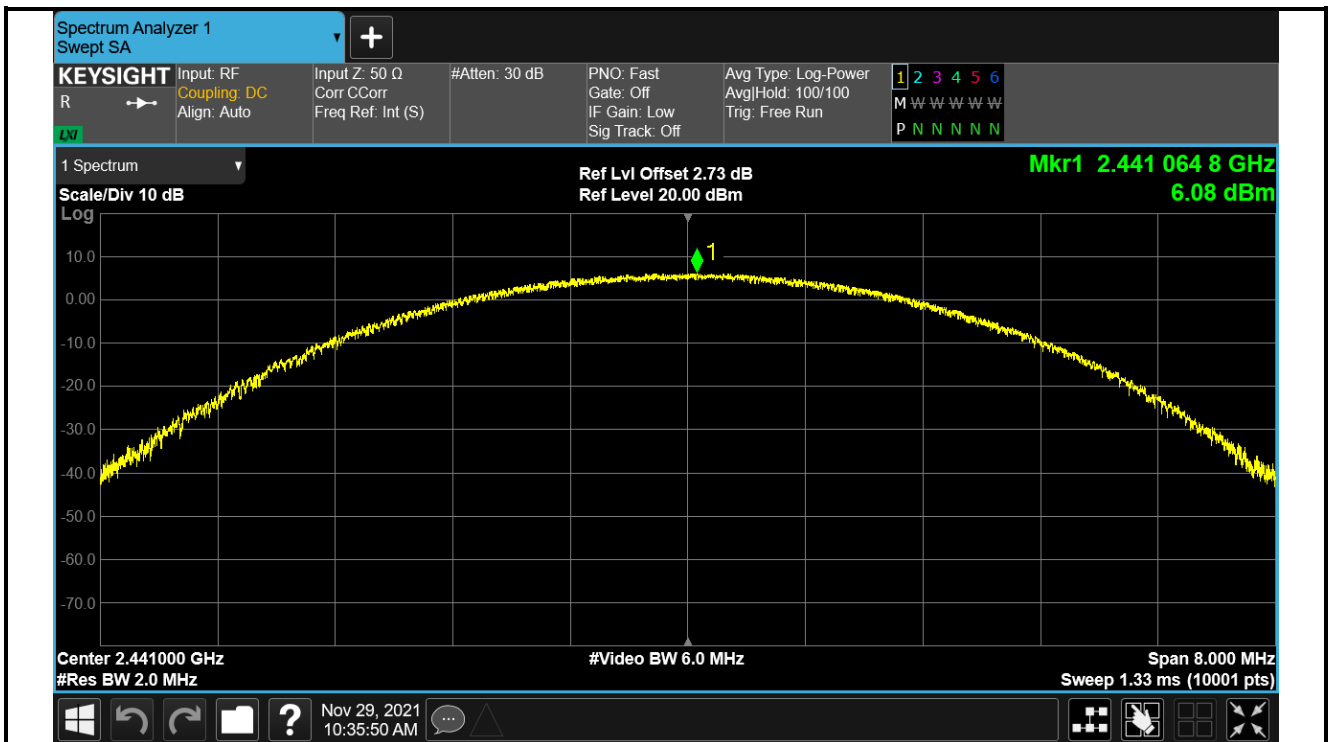 Spectrum Analyzer 1
Swept SA
KEYSIGHT
R
LXI
Input: RF
Coupling: DC
Align: Auto
Input Z: 50 Ω
Corr CCorr
Freq Ref: Int (S)
#Atten: 30 dB
PNO: Fast
Gate: Off
IF Gain: Low
Sig Track: Off
Avg Type: Log-Power
Avg|Hold: 100/100
Trig: Free Run
1 2 3 4 5 6
M W W W W W
P N N N N N
1 Spectrum
Scale/Div 10 dB
Log
Ref Lvl Offset 2.73 dB
Ref Level 20.00 dBm
Mkr1 2.441 064 8 GHz
6.08 dBm
1
10.0
0.00
-10.0
-20.0
-30.0
-40.0
-50.0
-60.0
-70.0
Center 2.441000 GHz
#Res BW 2.0 MHz
#Video BW 6.0 MHz
Span 8.000 MHz
Sweep 1.33 ms (10001 pts)
?
Nov 29, 2021
10:35:50 AM